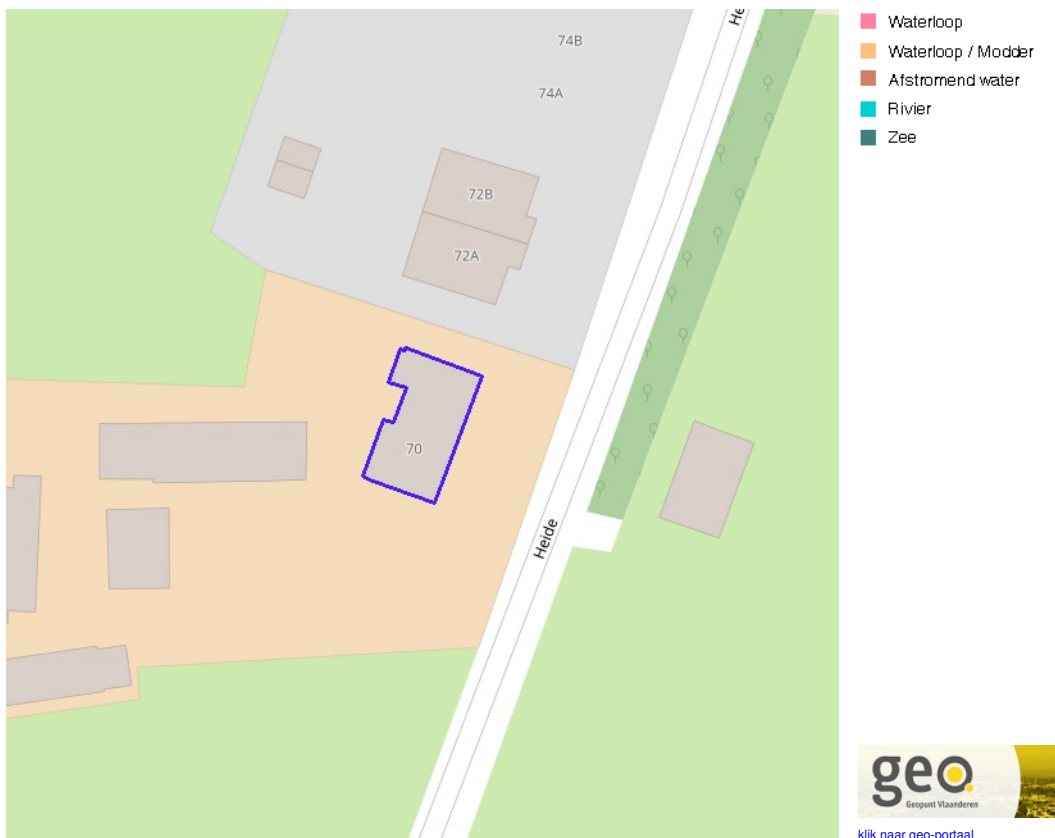 He
74B
74A
72B
72A
70
Heide
Waterloop
Waterloop / Modder
Afstromend water
Rivier
Zee
geo.
Geopunt Vlaanderen
klik naar geo-portaal